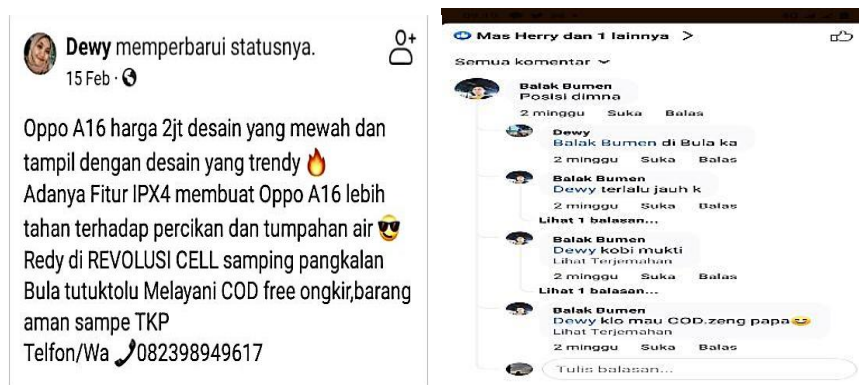 Dewy memperbarui statusnya.
15 Feb ·
Oppo A16 harga 2jt desain yang mewah dan
tampil dengan desain yang trendy 🔥
Adanya Fitur IPX4 membuat Oppo A16 lebih
tahan terhadap percikan dan tumpahan air 😎
Redy di REVOLUSI CELL samping pangkalan
Bula tutuktolu Melayani COD free ongkir,barang
aman sampe TKP
Telfon/Wa 📞082398949617
Mas Herry dan 1 lainnya >
Semua komentar
Balak Bumen
Posisi dimna
2 minggu Suka Balas
Dewy
Balak Bumen di Bula ka
2 minggu Suka Balas
Balak Bumen
Dewy terlalu jauh k
2 minggu Suka Balas
Lihat 1 balasan...
Balak Bumen
Dewy kobi mukti
Lihat Terjemahan
2 minggu Suka Balas
Lihat 1 balasan...
Balak Bumen
Dewy klo mau COD.zeng papa😅
Lihat Terjemahan
2 minggu Suka Balas
Tulis balasan...